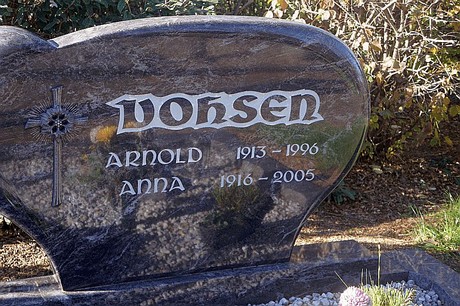 VOHSEN
ARNOLD 1913 - 1996
ANNA 1916 - 2005